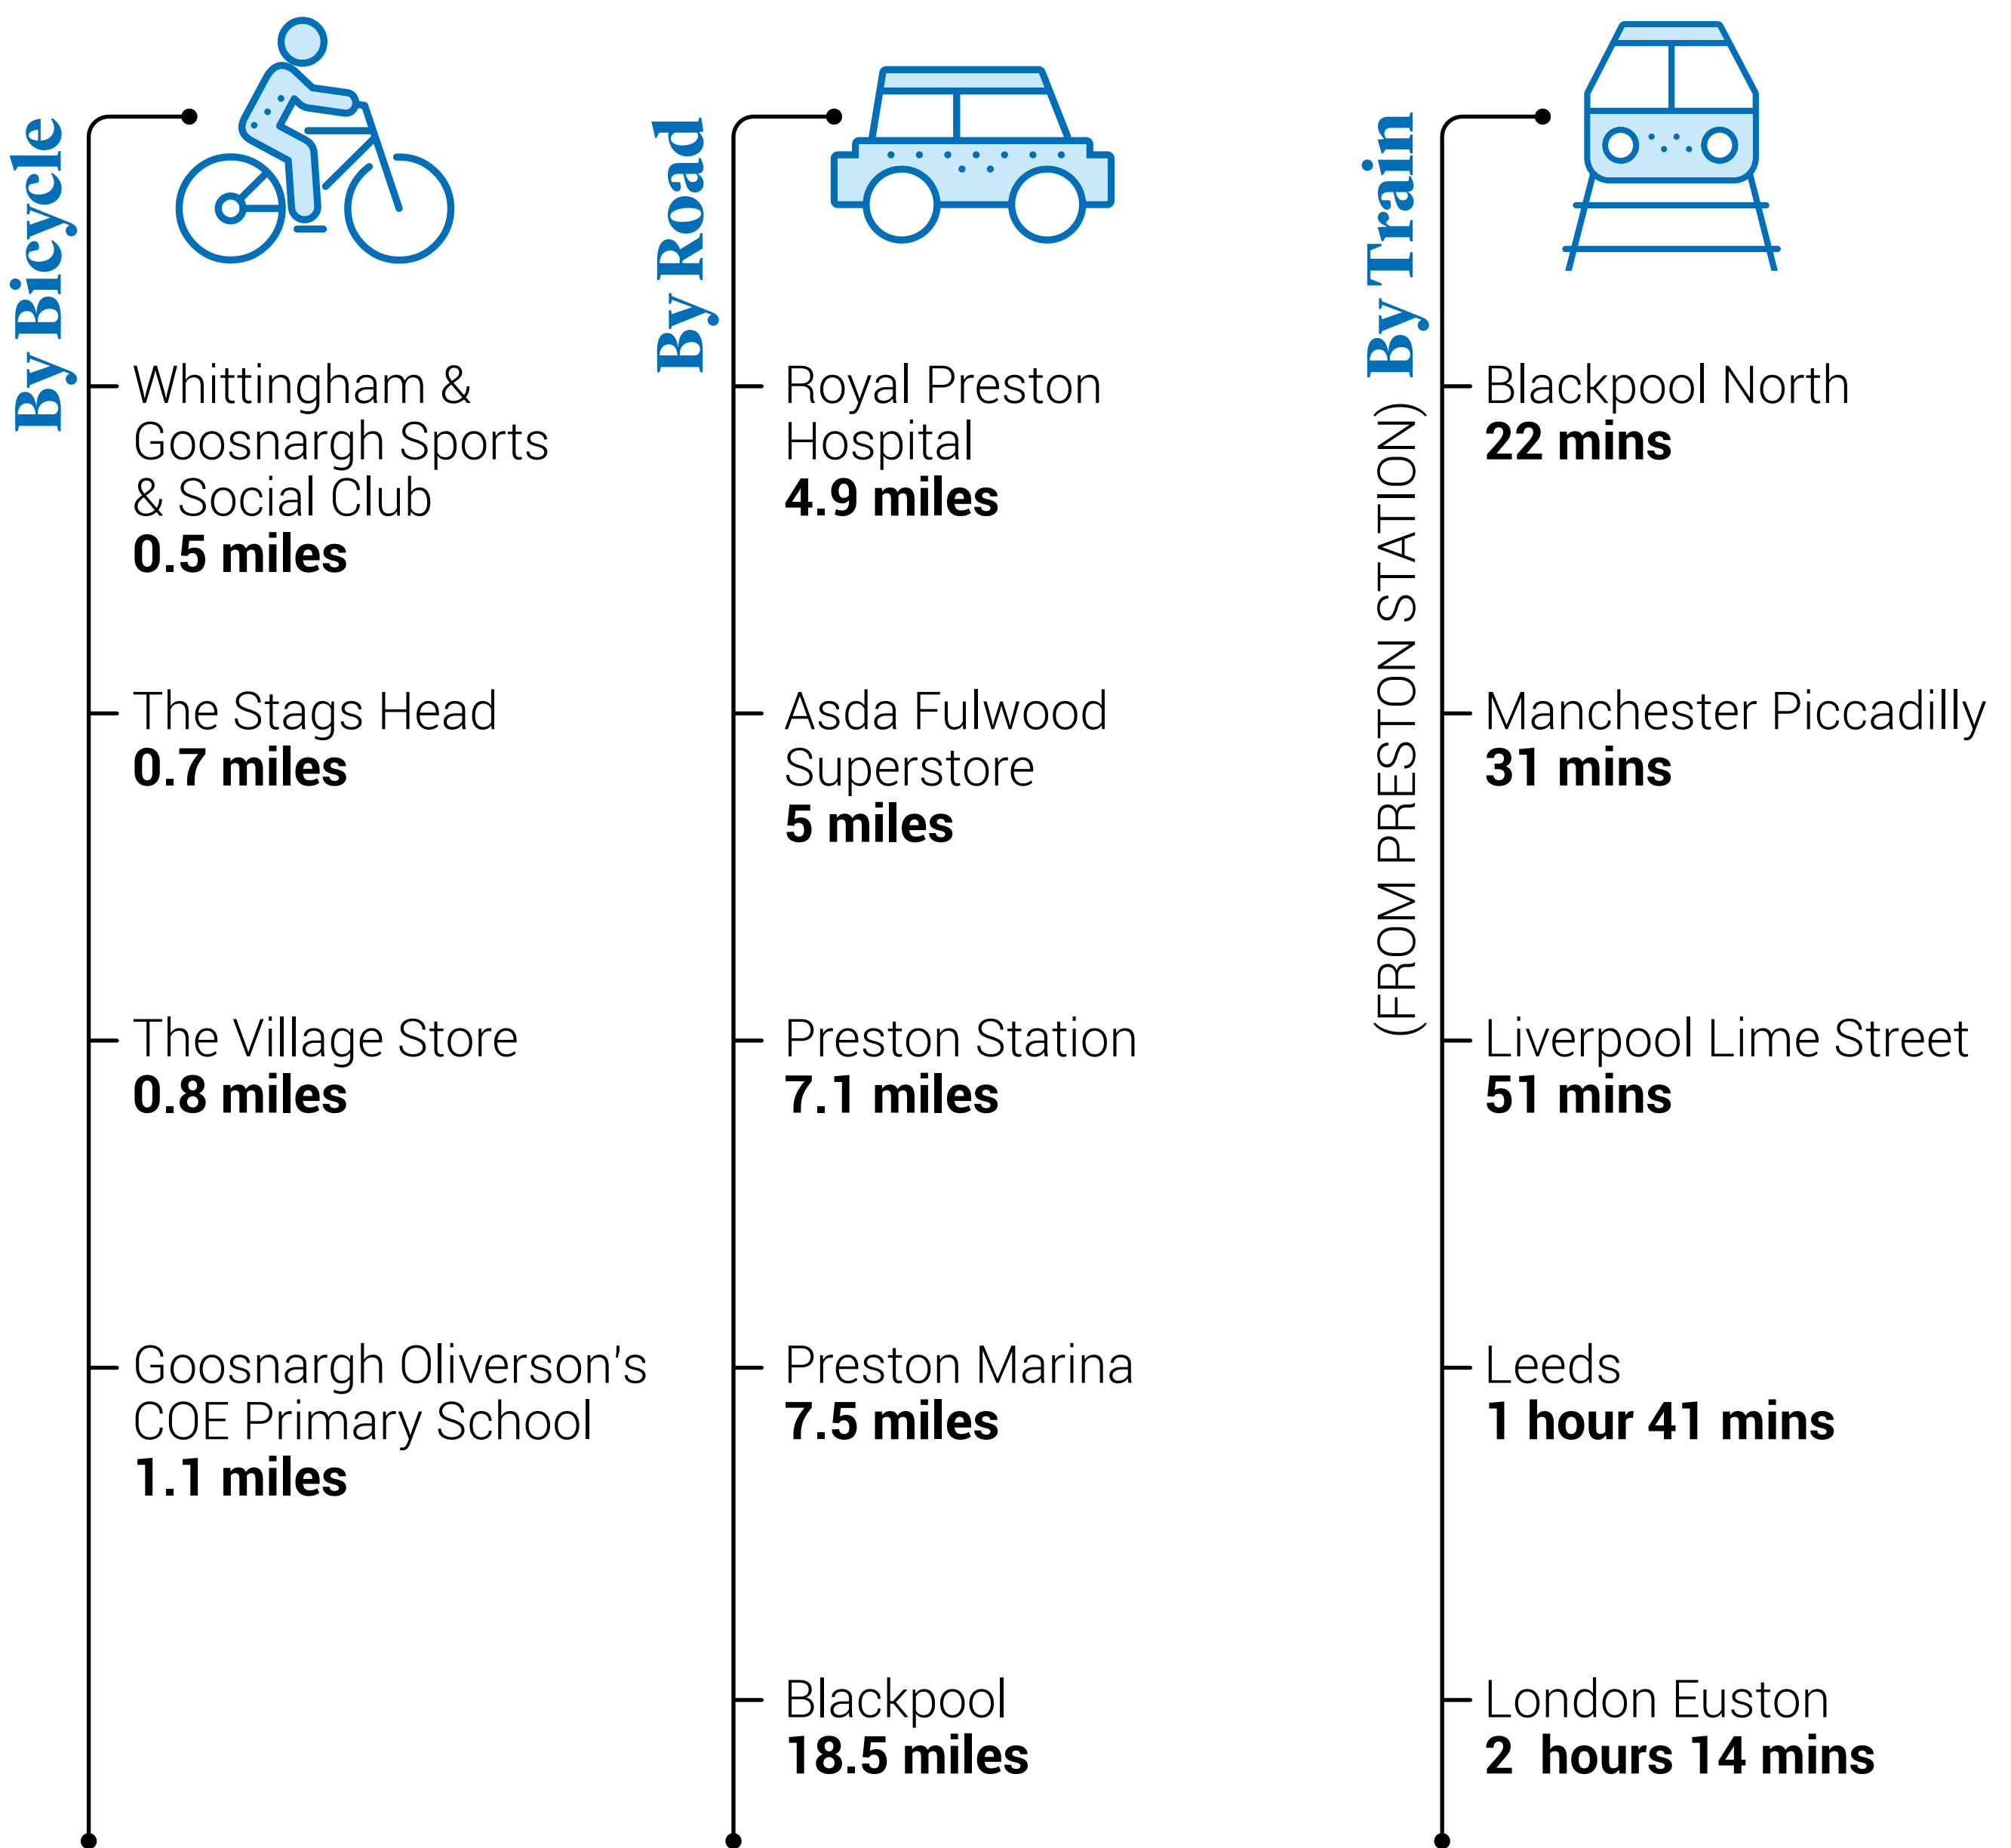 By Bicycle
Whittingham &
Goosnargh Sports
& Social Club
0.5 miles
The Stags Head
0.7 miles
The Village Store
0.8 miles
Goosnargh Oliverson's
COE Primary School
1.1 miles
By Road
Royal Preston
Hospital
4.9 miles
Asda Fulwood
Superstore
5 miles
Preston Station
7.1 miles
Preston Marina
7.5 miles
Blackpool
18.5 miles
(FROM PRESTON STATION) By Train
Blackpool North
22 mins
Manchester Piccadilly
31 mins
Liverpool Lime Street
51 mins
Leeds
1 hour 41 mins
London Euston
2 hours 14 mins